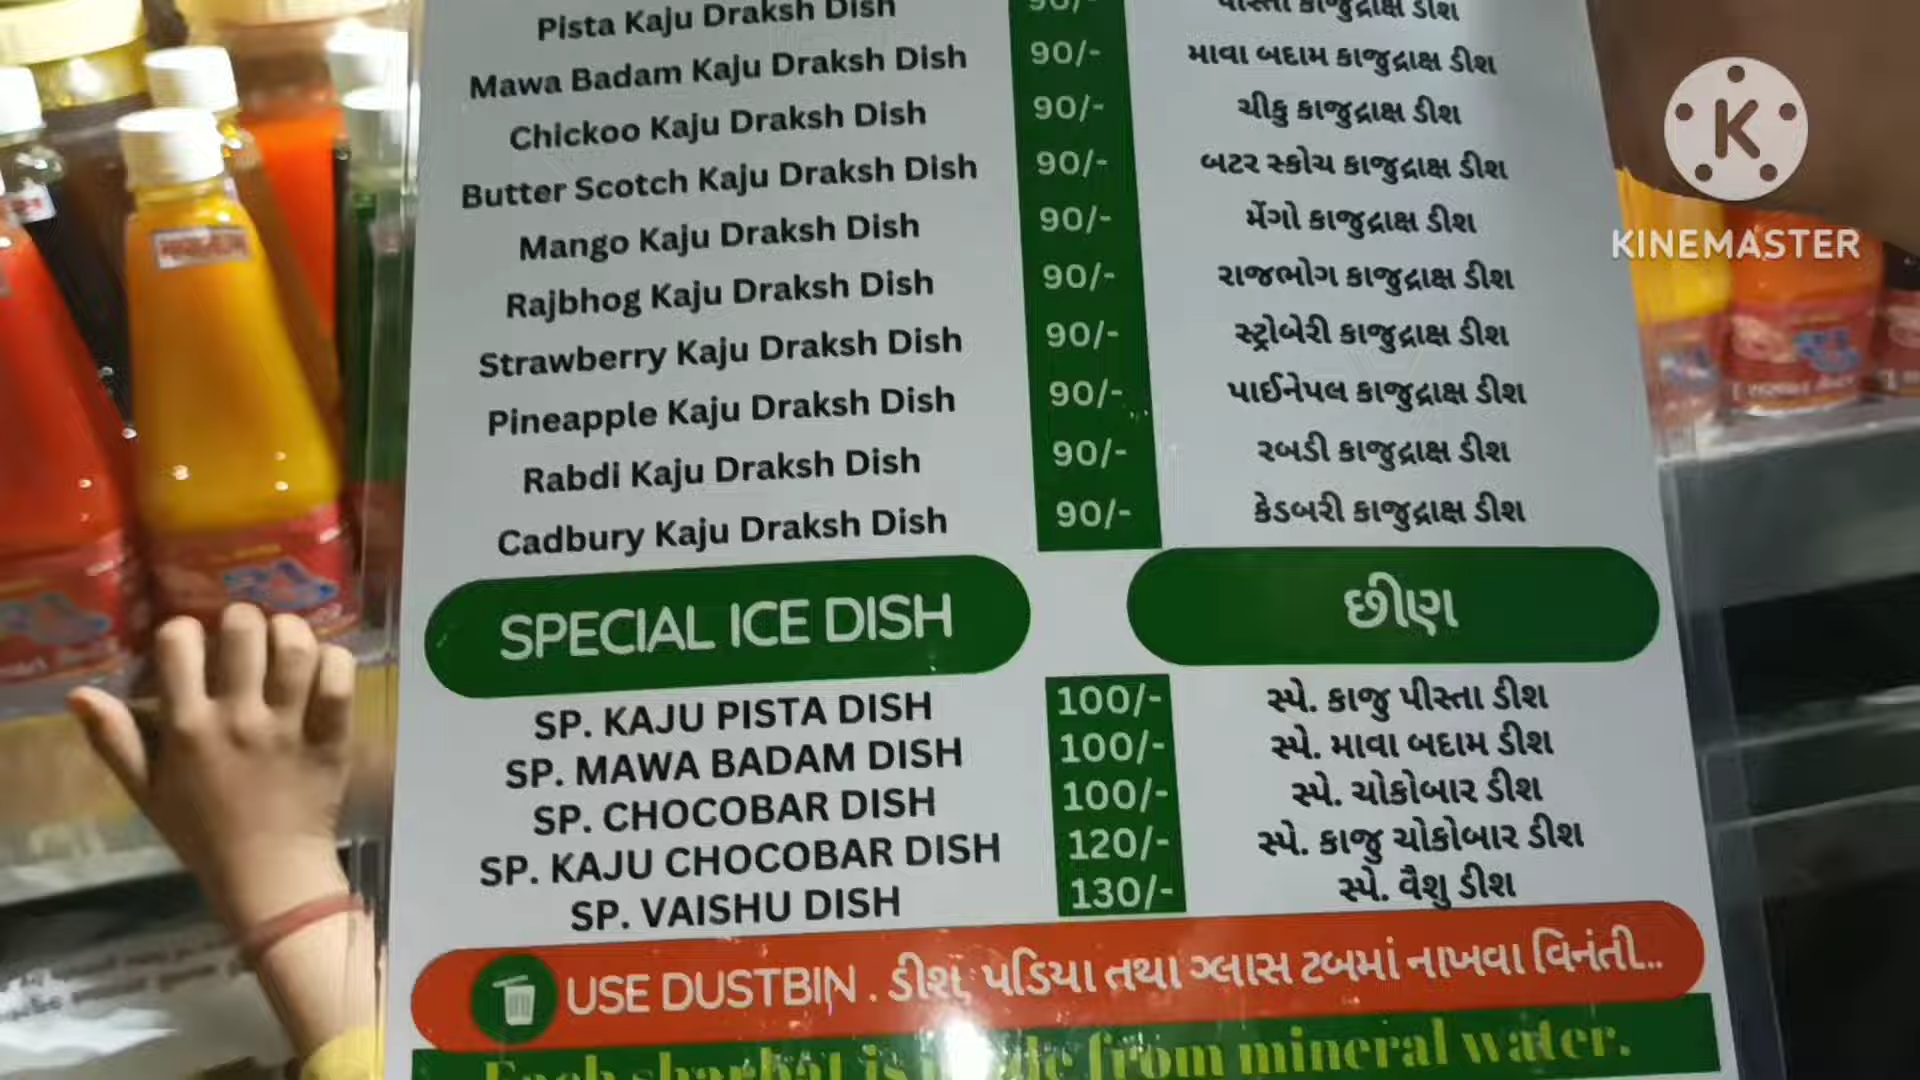 Pista Kaju Draksh Dish 90/- પીસ્તા કાજુદ્રાક્ષ ડીશ
Mawa Badam Kaju Draksh Dish 90/- માવા બદામ કાજુદ્રાક્ષ ડીશ
Chickoo Kaju Draksh Dish 90/- ચીકુ કાજુદ્રાક્ષ ડીશ
Butter Scotch Kaju Draksh Dish 90/- બટર સ્કોચ કાજુદ્રાક્ષ ડીશ
Mango Kaju Draksh Dish 90/- મેંગો કાજુદ્રાક્ષ ડીશ
Rajbhog Kaju Draksh Dish 90/- રાજભોગ કાજુદ્રાક્ષ ડીશ
Strawberry Kaju Draksh Dish 90/- સ્ટ્રોબેરી કાજુદ્રાક્ષ ડીશ
Pineapple Kaju Draksh Dish 90/- પાઈનેપલ કાજુદ્રાક્ષ ડીશ
Rabdi Kaju Draksh Dish 90/- રબડી કાજુદ્રાક્ષ ડીશ
Cadbury Kaju Draksh Dish 90/- કેડબરી કાજુદ્રાક્ષ ડીશ
SPECIAL ICE DISH છીણ
SP. KAJU PISTA DISH 100/- સ્પે. કાજુ પીસ્તા ડીશ
SP. MAWA BADAM DISH 100/- સ્પે. માવા બદામ ડીશ
SP. CHOCOBAR DISH 100/- સ્પે. ચોકોબાર ડીશ
SP. KAJU CHOCOBAR DISH 120/- સ્પે. કાજુ ચોકોબાર ડીશ
SP. VAISHU DISH 130/- સ્પે. વૈશુ ડીશ
USE DUSTBIN . ડીશ, પડિયા તથા ગ્લાસ ટબમાં નાખવા વિનંતી...
Each sharbat is made from mineral water.
K
KINEMASTER